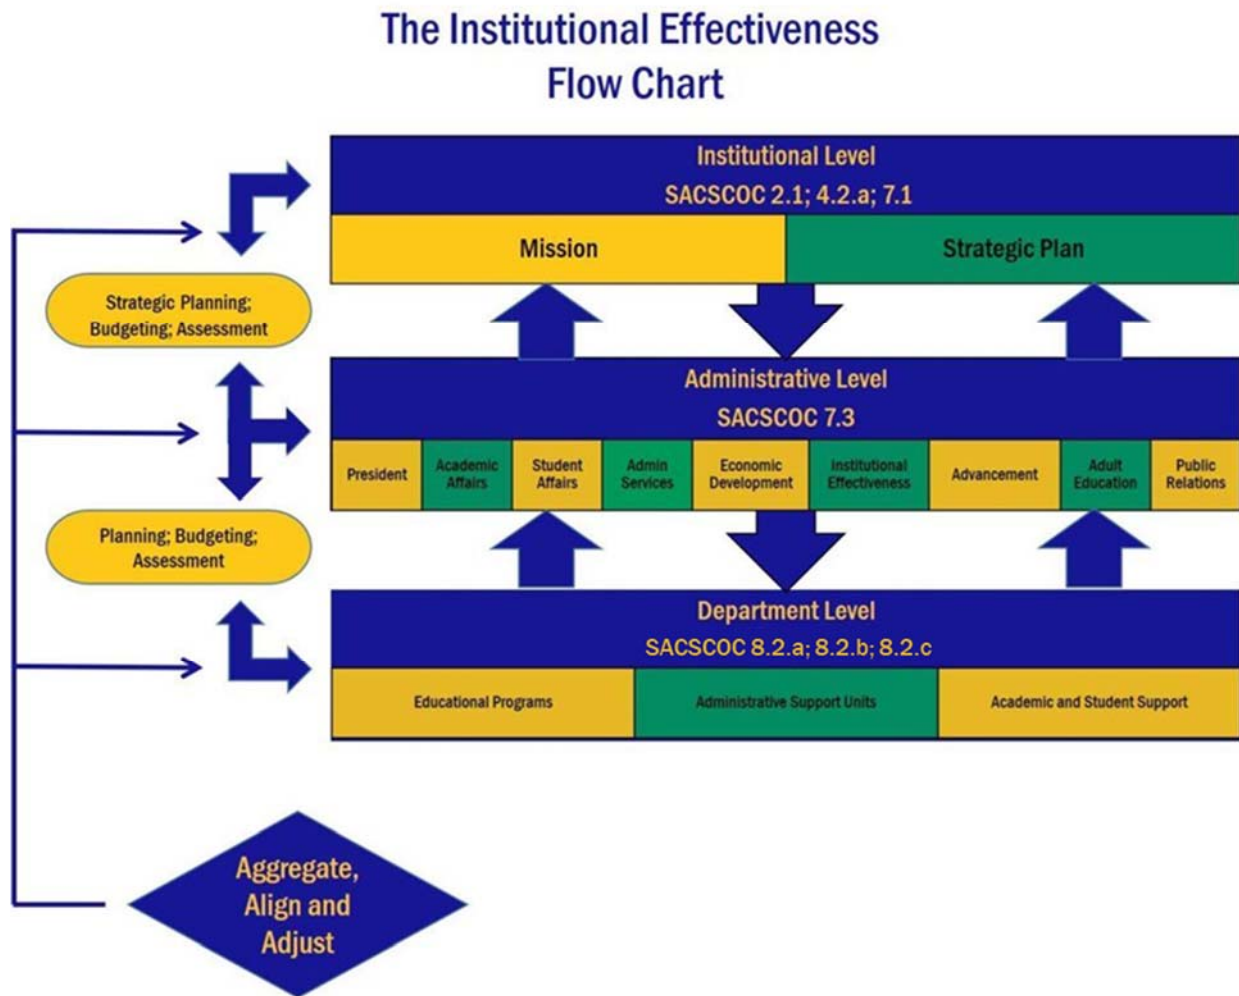 The Institutional Effectiveness
Flow Chart
Institutional Level
SACSCOC 2.1; 4.2.a; 7.1
Mission
Strategic Plan
Strategic Planning;
Budgeting; Assessment
Administrative Level
SACSCOC 7.3
President
Academic
Affairs
Student
Affairs
Admin
Services
Economic
Development
Institutional
Effectiveness
Advancement
Adult
Education
Public
Relations
Planning; Budgeting;
Assessment
Department Level
SACSCOC 8.2.a; 8.2.b; 8.2.c
Educational Programs
Administrative Support Units
Academic and Student Support
Aggregate,
Align and
Adjust